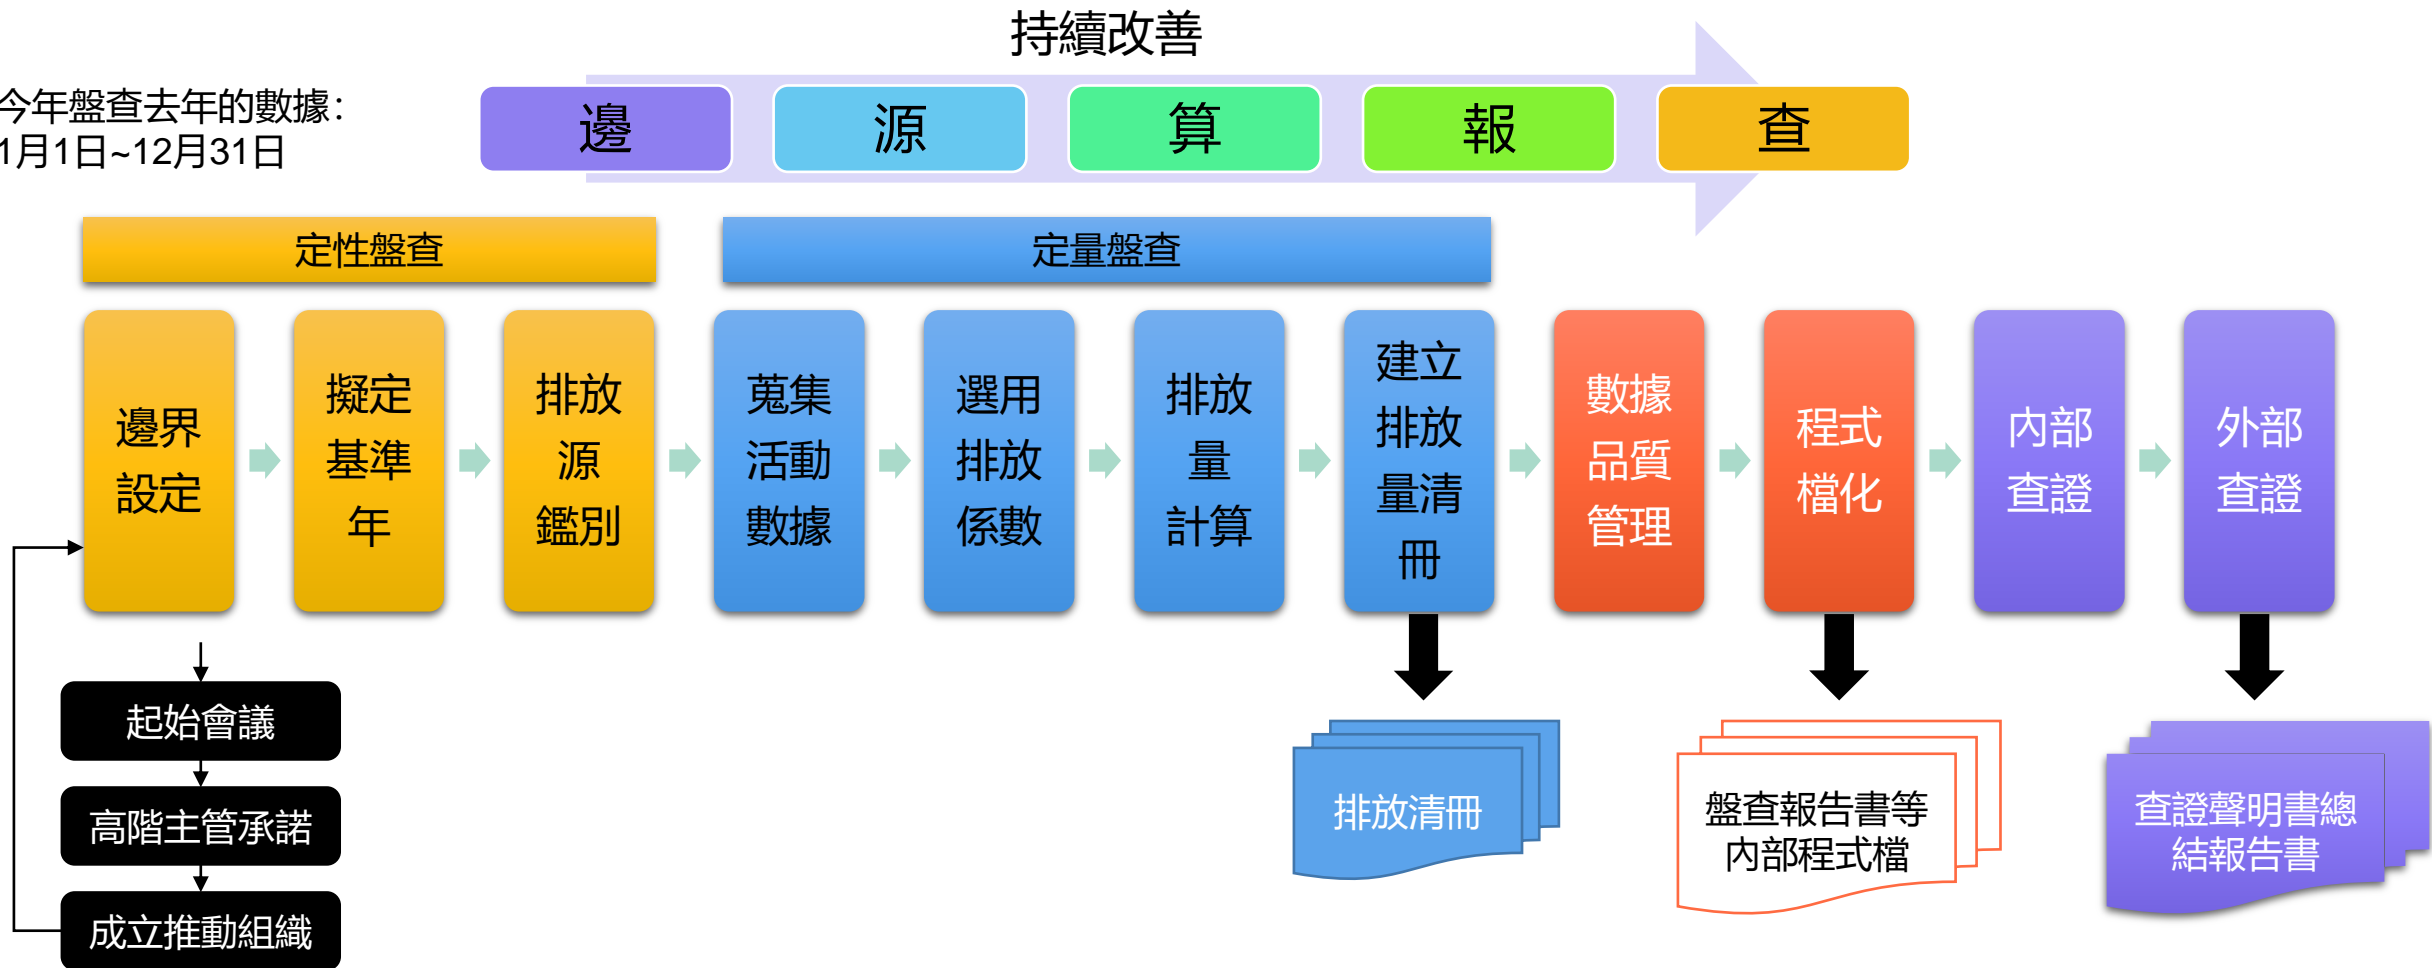 持續改善
今年盤查去年的數據：
1月1日~12月31日
邊
源
算
報
查
定性盤查
定量盤查
邊界
設定
擬定
基準
年
排放
源
鑑別
蒐集
活動
數據
選用
排放
係數
排放
量
計算
建立
排放
量清
冊
數據
品質
管理
程式
檔化
內部
查證
外部
查證
起始會議
高階主管承諾
成立推動組織
排放清冊
盤查報告書等
內部程式檔
查證聲明書總
結報告書